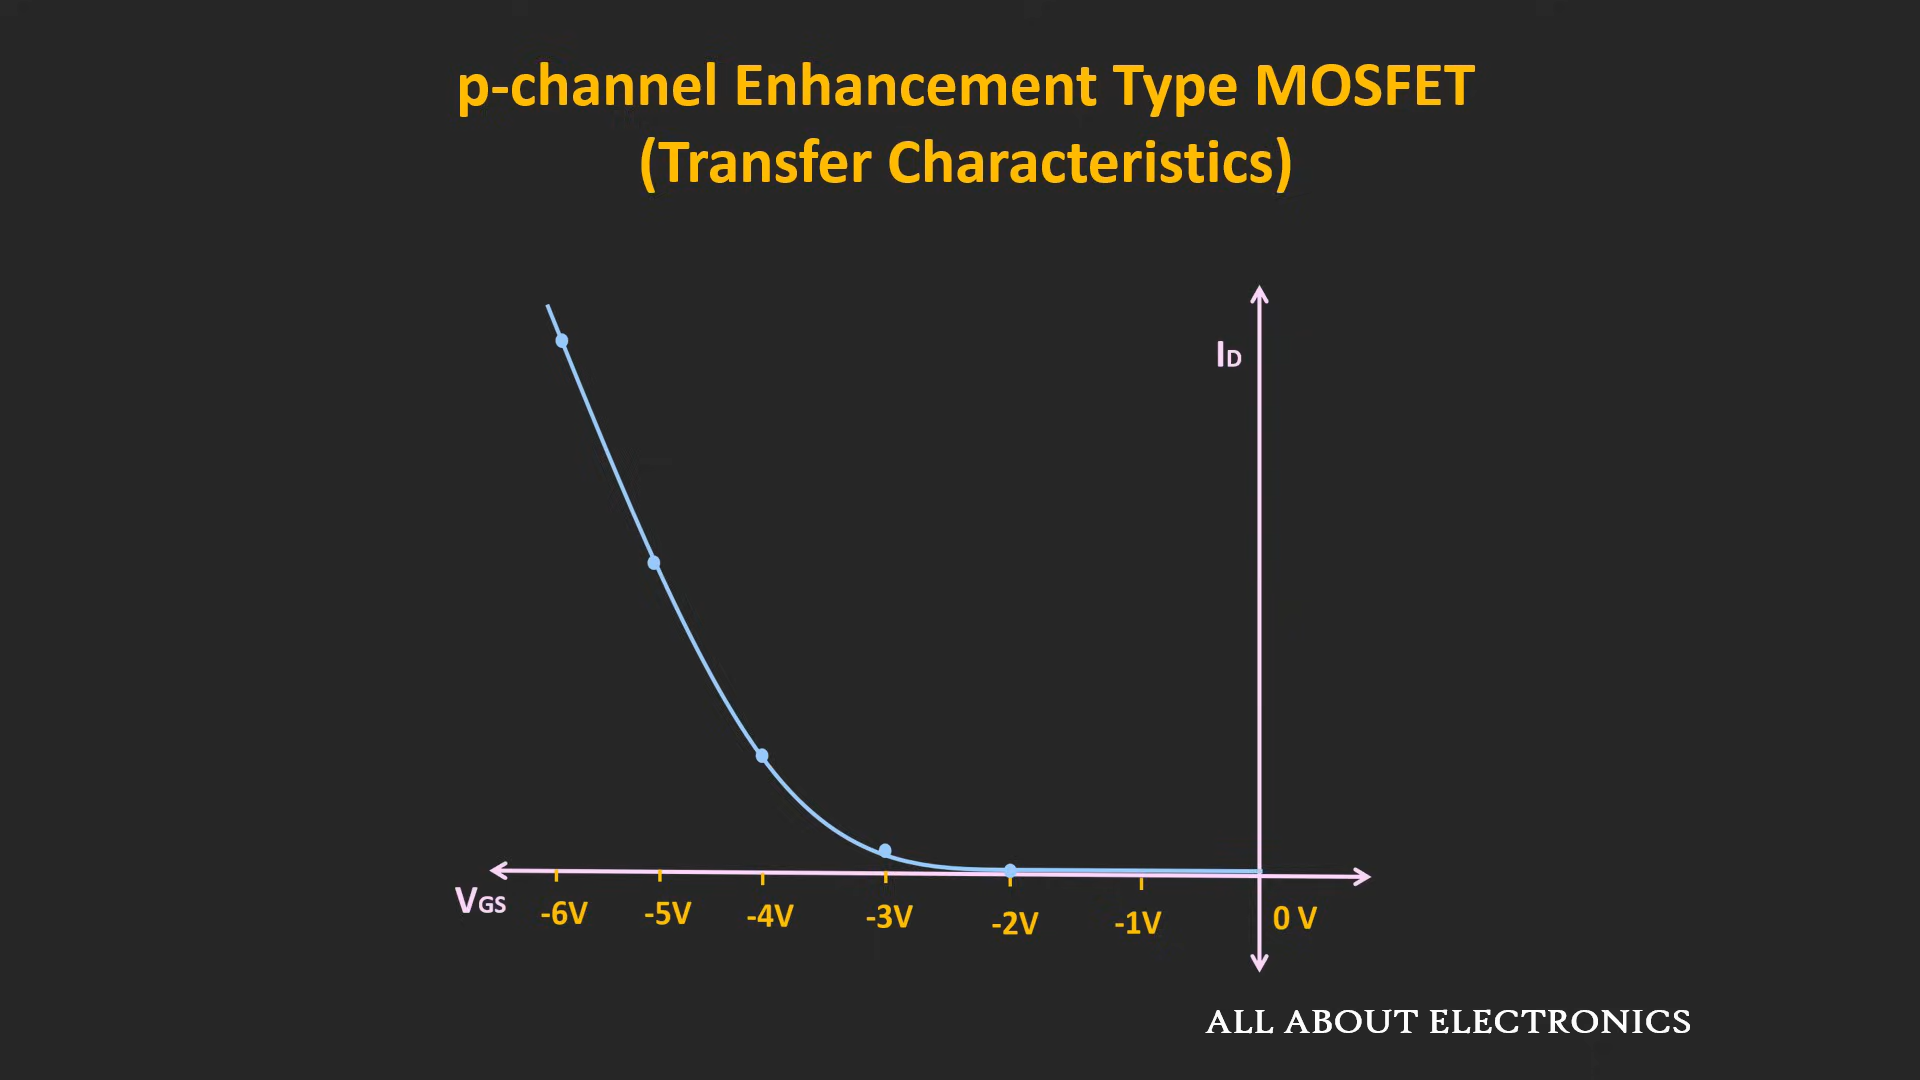 p-channel Enhancement Type MOSFET
(Transfer Characteristics)
ID
VGS
-6V -5V -4V -3V -2V -1V 0 V
ALL ABOUT ELECTRONICS